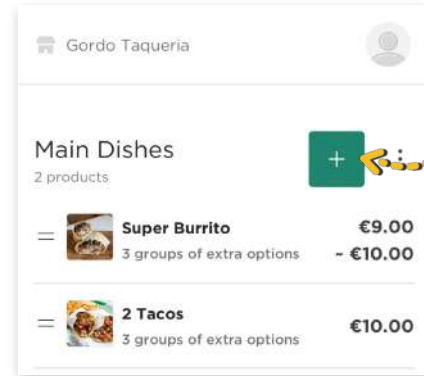 Gordo Taqueria
Main Dishes
+
2 products
Super Burrito
€9.00
3 groups of extra options
~ €10.00
2 Tacos
€10.00
3 groups of extra options